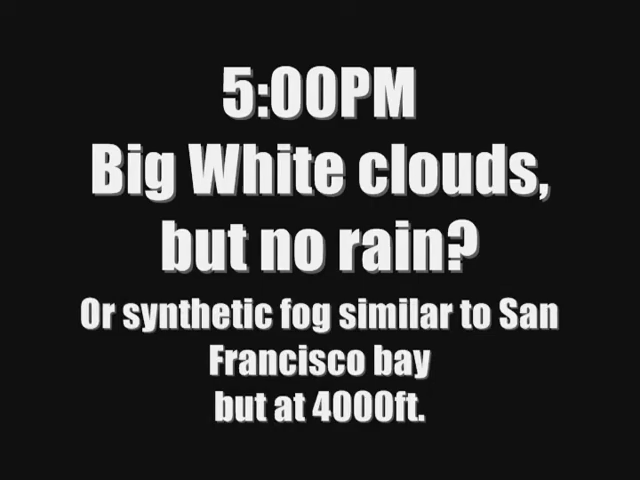 5:00PM
Big White clouds,
but no rain?
Or synthetic fog similar to San
Francisco bay
but at 4000ft.